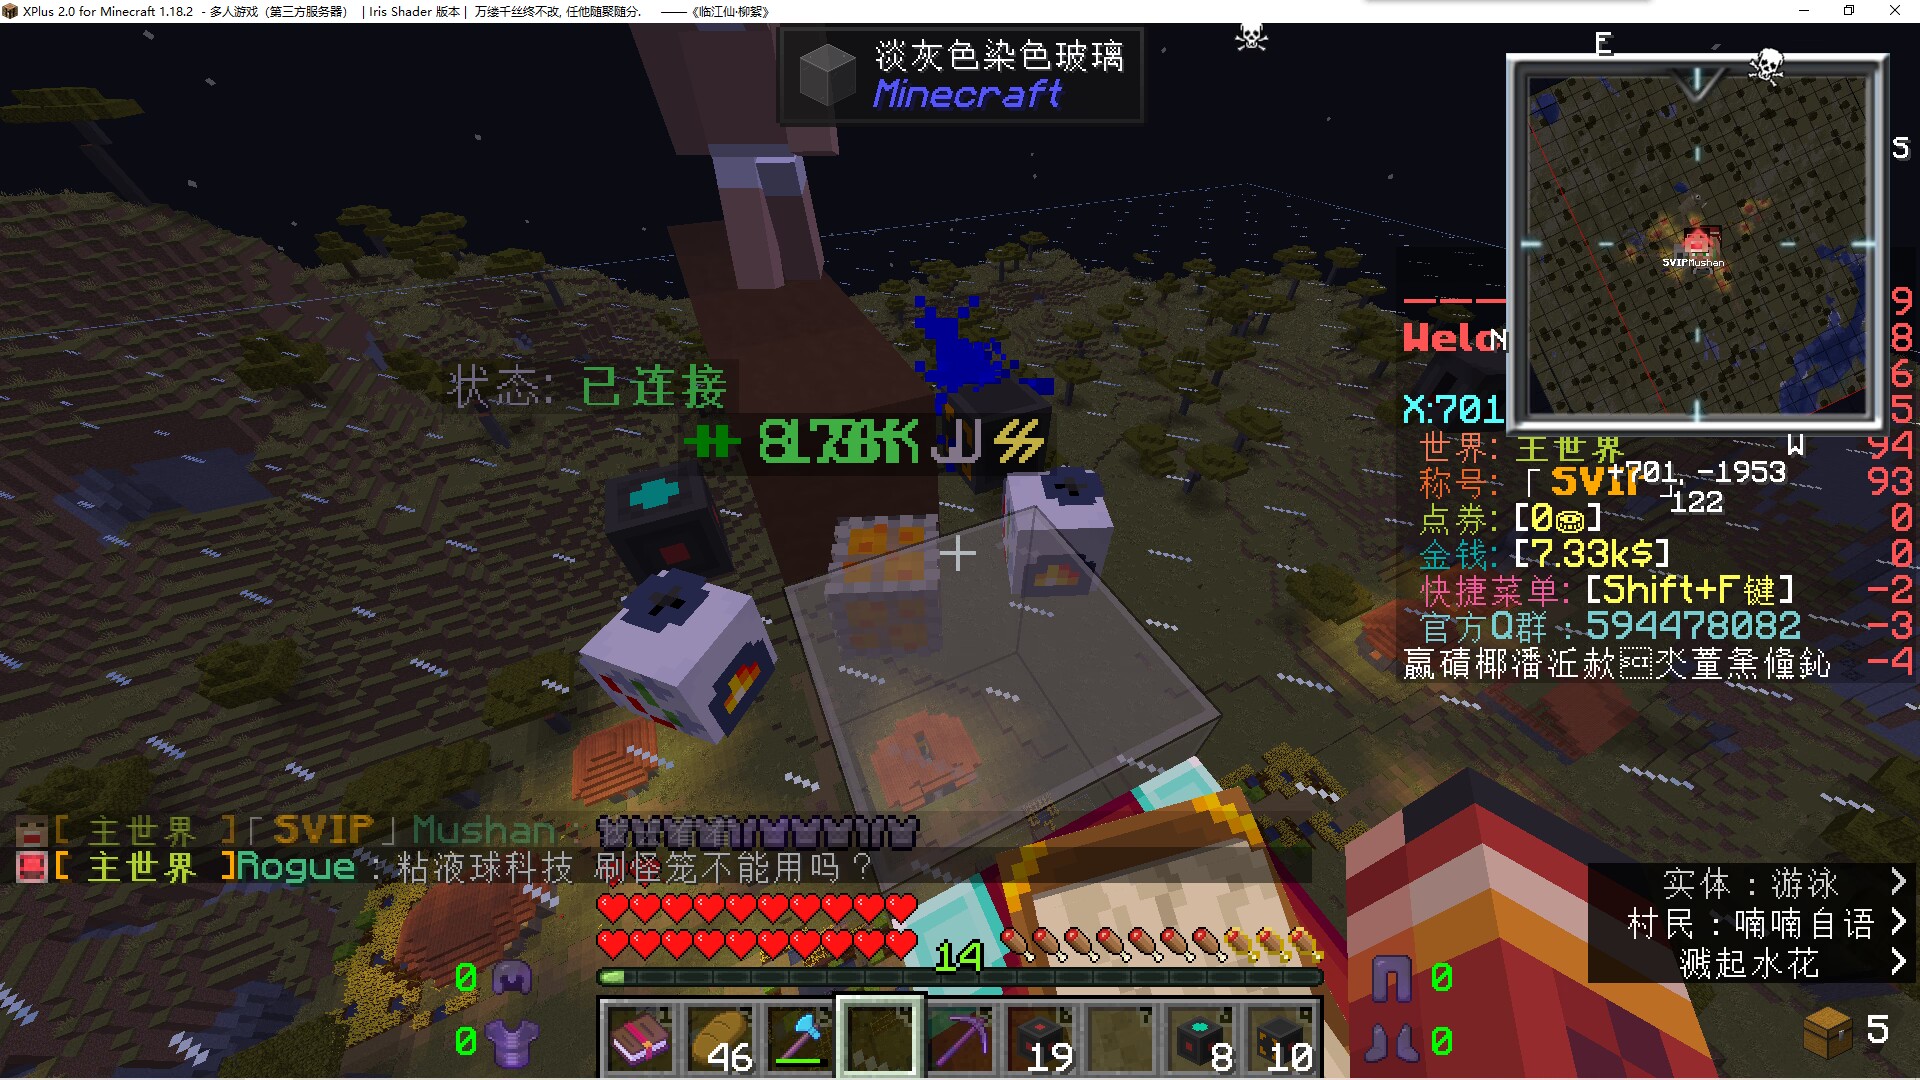 XPlus 2.0 for Minecraft 1.18.2 - 多人游戏（第三方服务器） | Iris Shader 版本 | 万缕千丝终不改, 任他随聚随分. ——《临江仙·柳絮》
淡灰色染色玻璃
Minecraft
E
S
N
W
SVIPMushan
状态: 已连接
J
Welc
X:701
世界: 主世界
称号: 「SVIP
+701, -1953
122
点券: [0]
金钱: [7.33k$]
快捷菜单: [Shift+F键]
官方Q群 : 594478082
9
8
6
5
94
93
0
0
-2
-3
-4
[ 主世界 ]「SVIP」Mushan :
[ 主世界 ]Rogue : 粘液球科技 刷怪笼不能用吗？
实体 : 游泳 >
村民 : 喃喃自语 >
溅起水花 >
14
0
0
0
0
46
19
8
10
5